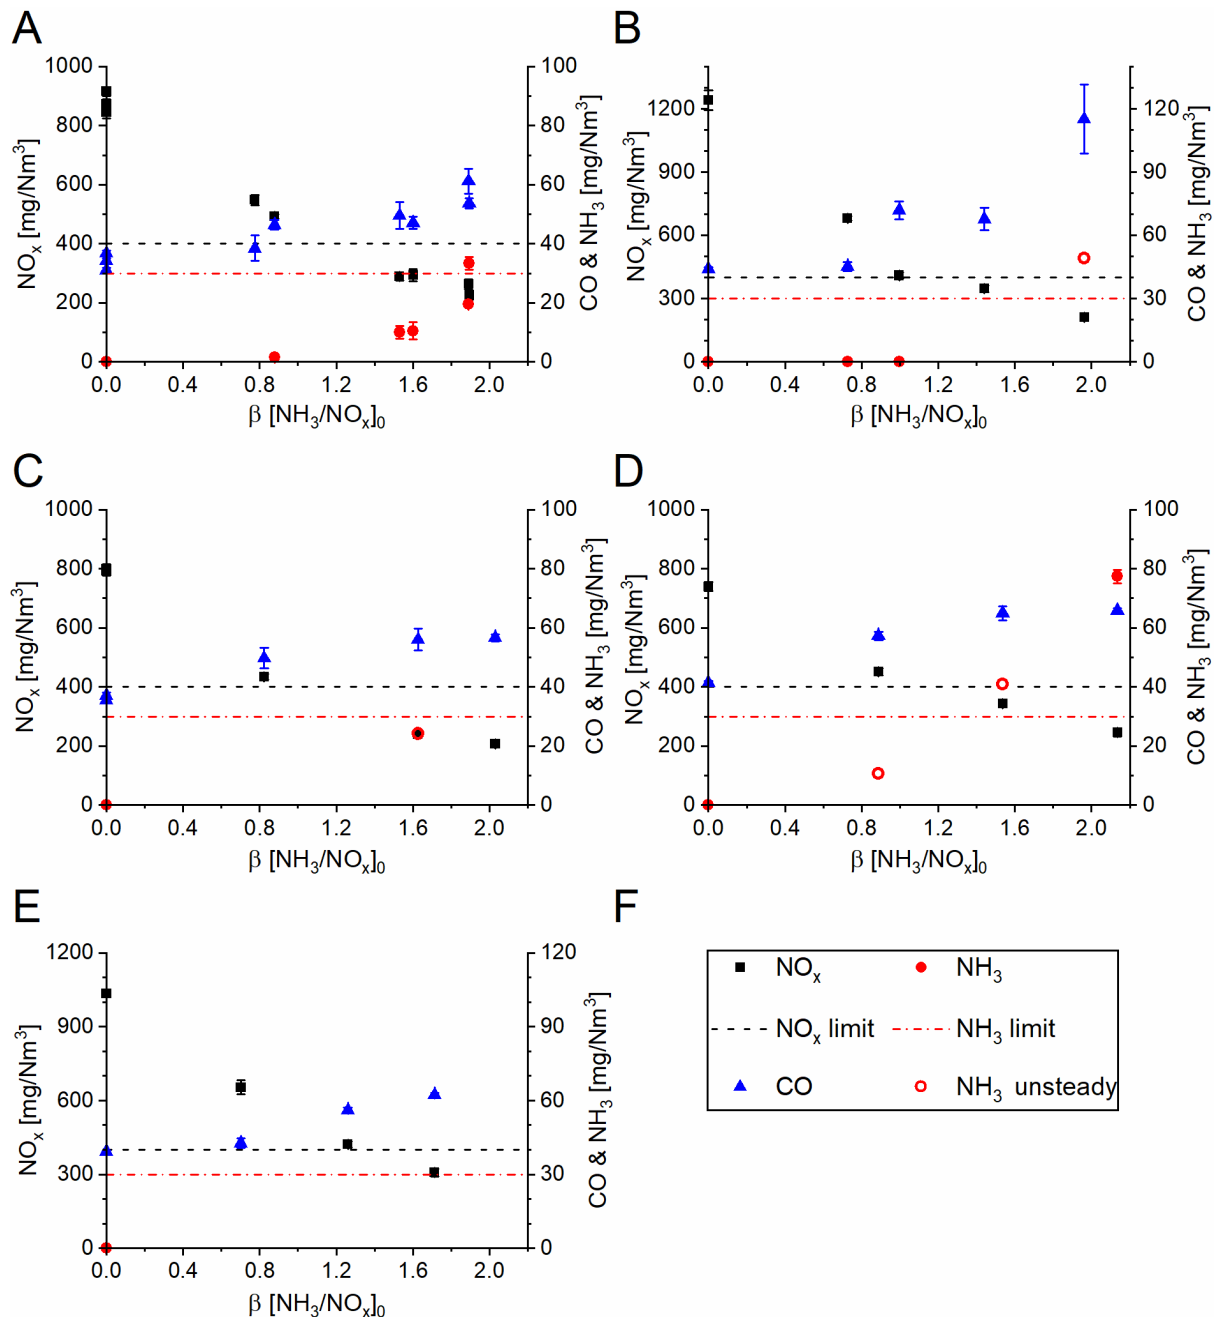 A
NOx [mg/Nm3]
1000
800
600
400
200
0
100
80
60
40
20
0
CO & NH3 [mg/Nm3]
0.0 0.4 0.8 1.2 1.6 2.0
β [NH3/NOx]0
B
NOx [mg/Nm3]
1200
900
600
300
0
120
90
60
30
0
CO & NH3 [mg/Nm3]
0.0 0.4 0.8 1.2 1.6 2.0
β [NH3/NOx]0
C
NOx [mg/Nm3]
1000
800
600
400
200
0
100
80
60
40
20
0
CO & NH3 [mg/Nm3]
0.0 0.4 0.8 1.2 1.6 2.0
β [NH3/NOx]0
D
NOx [mg/Nm3]
1000
800
600
400
200
0
100
80
60
40
20
0
CO & NH3 [mg/Nm3]
0.0 0.4 0.8 1.2 1.6 2.0
β [NH3/NOx]0
E
NOx [mg/Nm3]
1200
900
600
300
0
120
90
60
30
0
CO & NH3 [mg/Nm3]
0.0 0.4 0.8 1.2 1.6 2.0
β [NH3/NOx]0
F
NOx NH3
NOx limit NH3 limit
CO NH3 unsteady